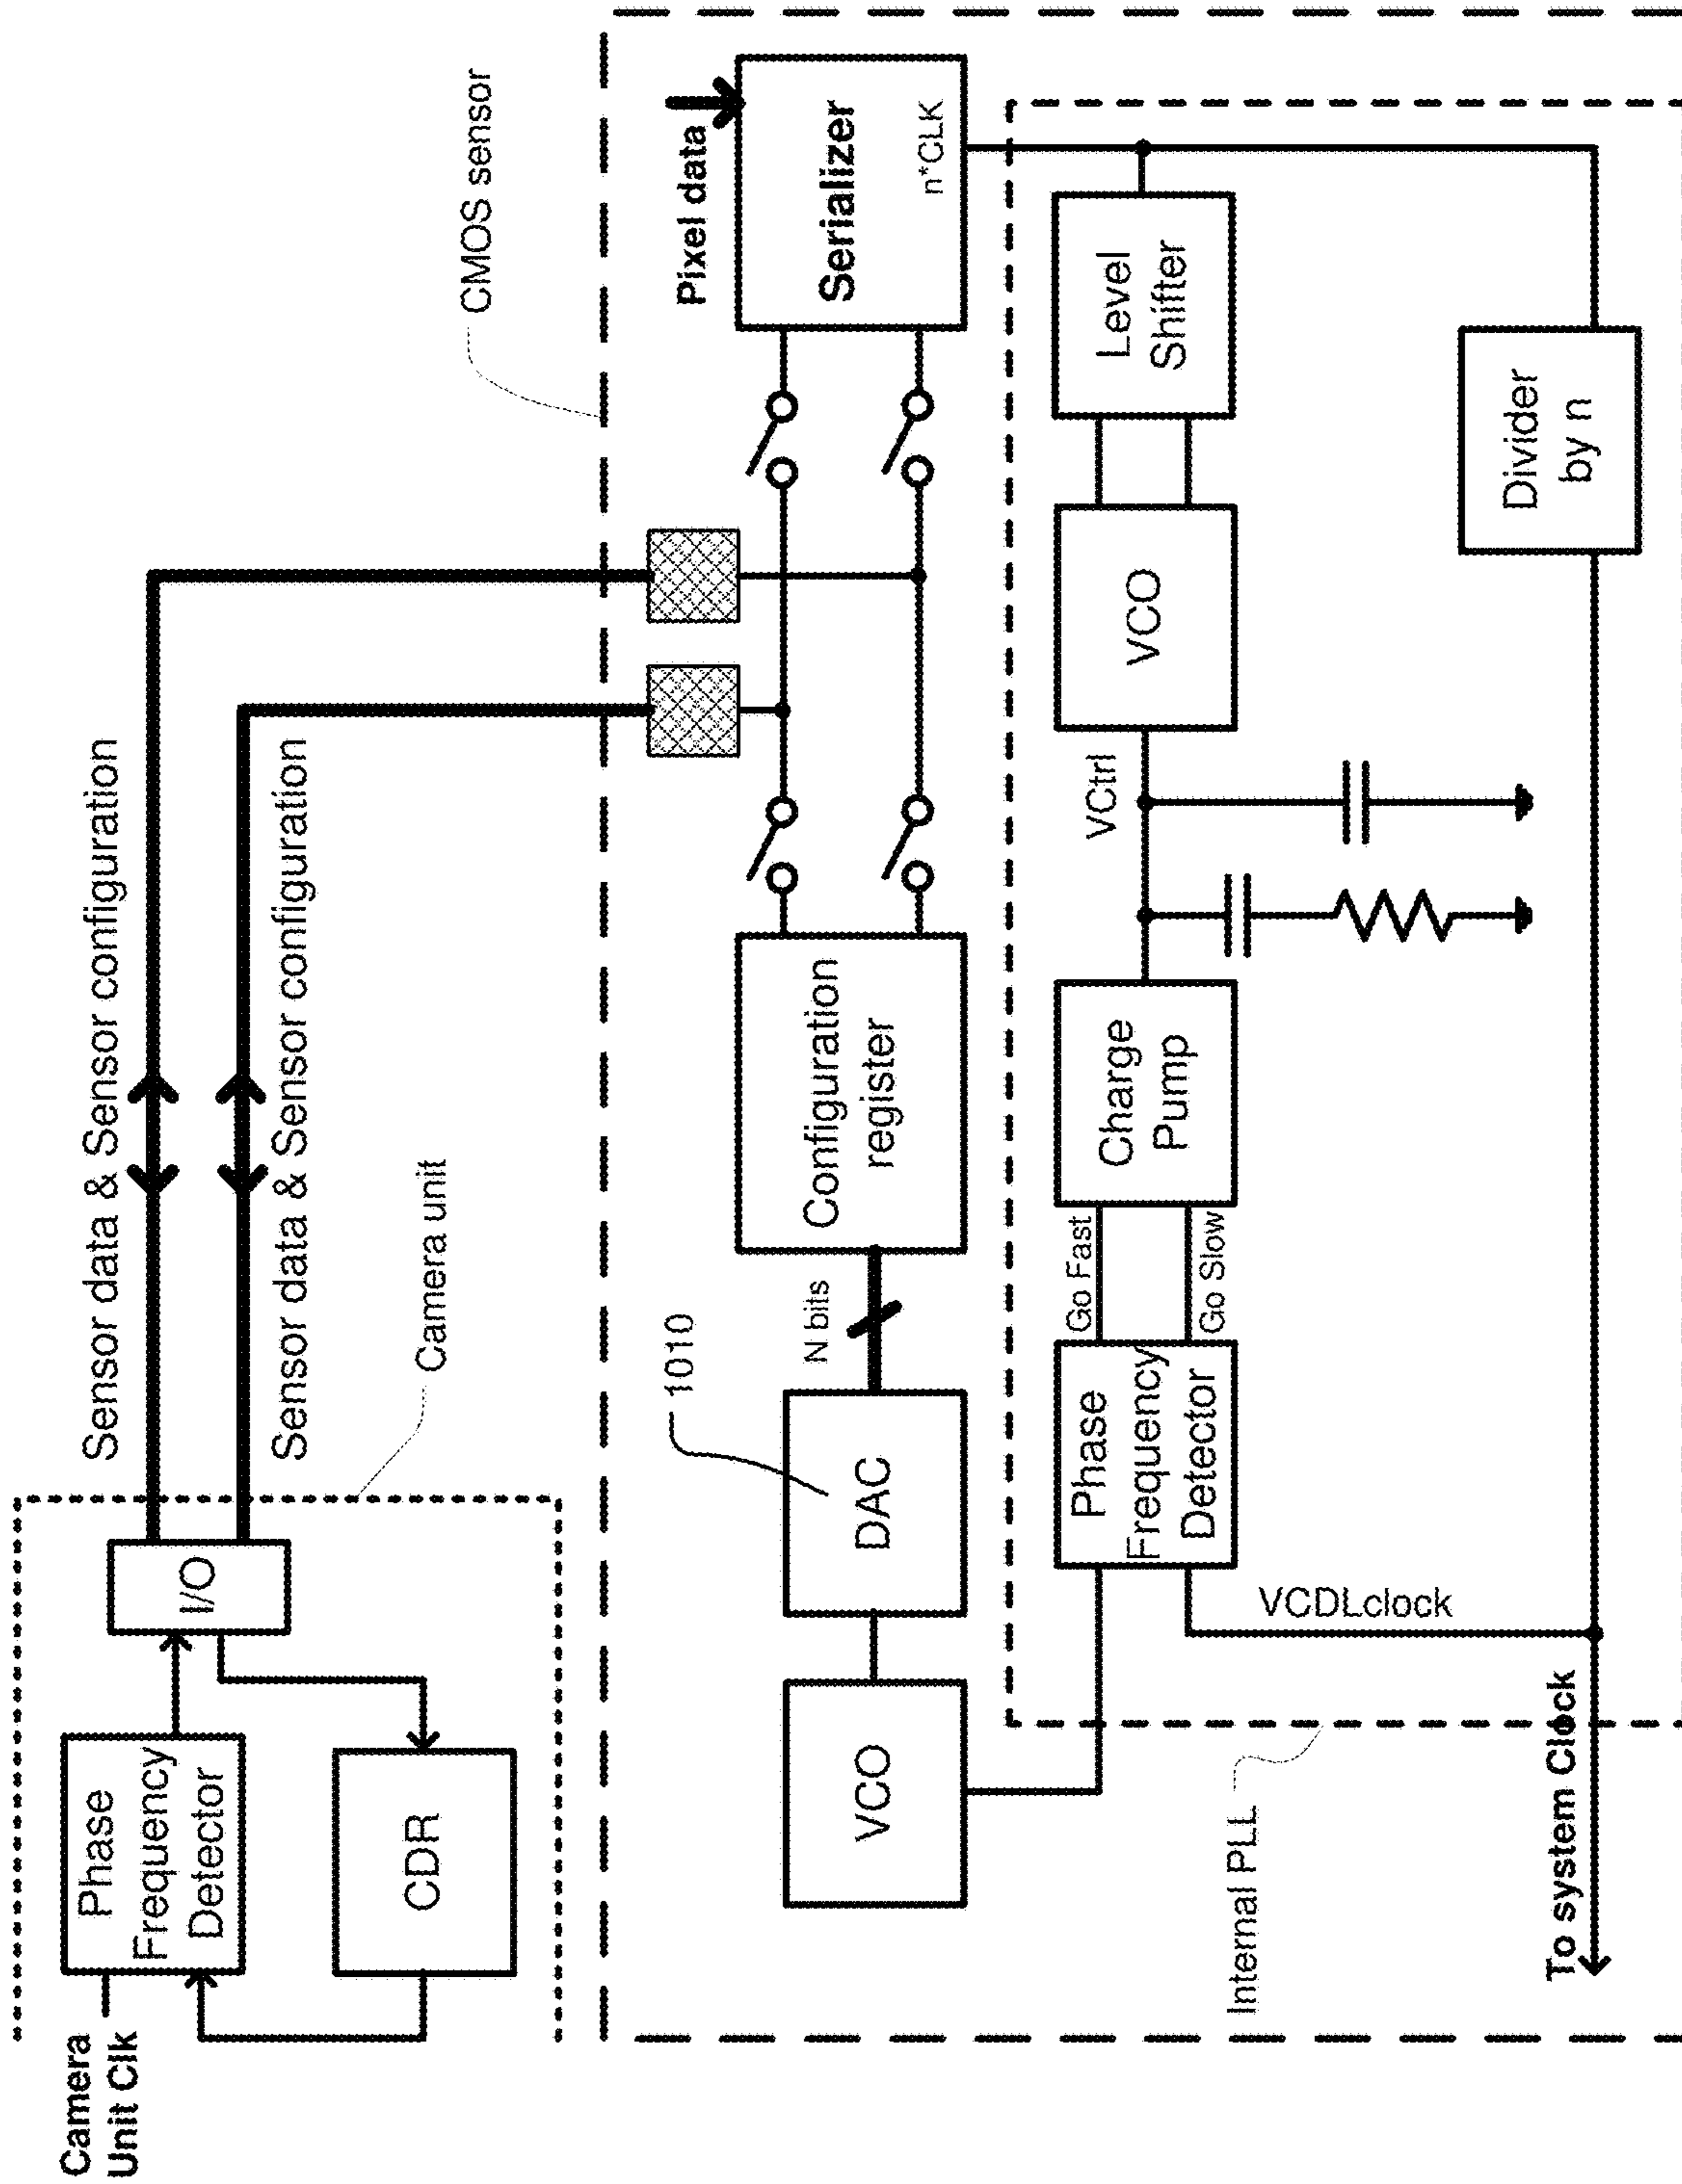 Camera
Unit Clk
Phase
Frequency
Detector
CDR
I/O
Sensor data & Sensor configuration
Sensor data & Sensor configuration
Camera unit
CMOS sensor
Pixel data
Serializer
n*CLK
Configuration
register
N bits
1010
DAC
VCO
Internal PLL
Phase
Frequency
Detector
Go Fast
Go Slow
Charge
Pump
VCtrl
VCO
Level
Shifter
VCDLclock
Divider
by n
To system Clock